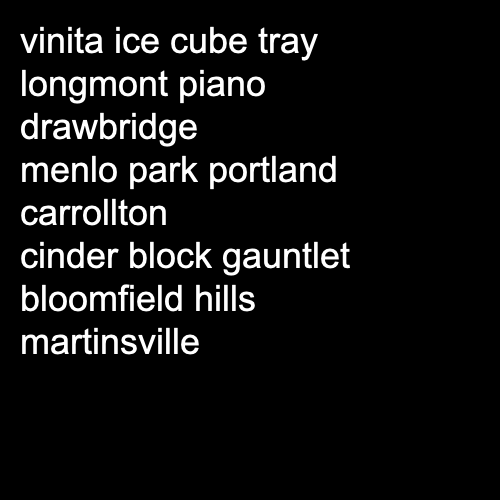 vinita ice cube tray
longmont piano
drawbridge
menlo park portland
carrollton
cinder block gauntlet
bloomfield hills
martinsville